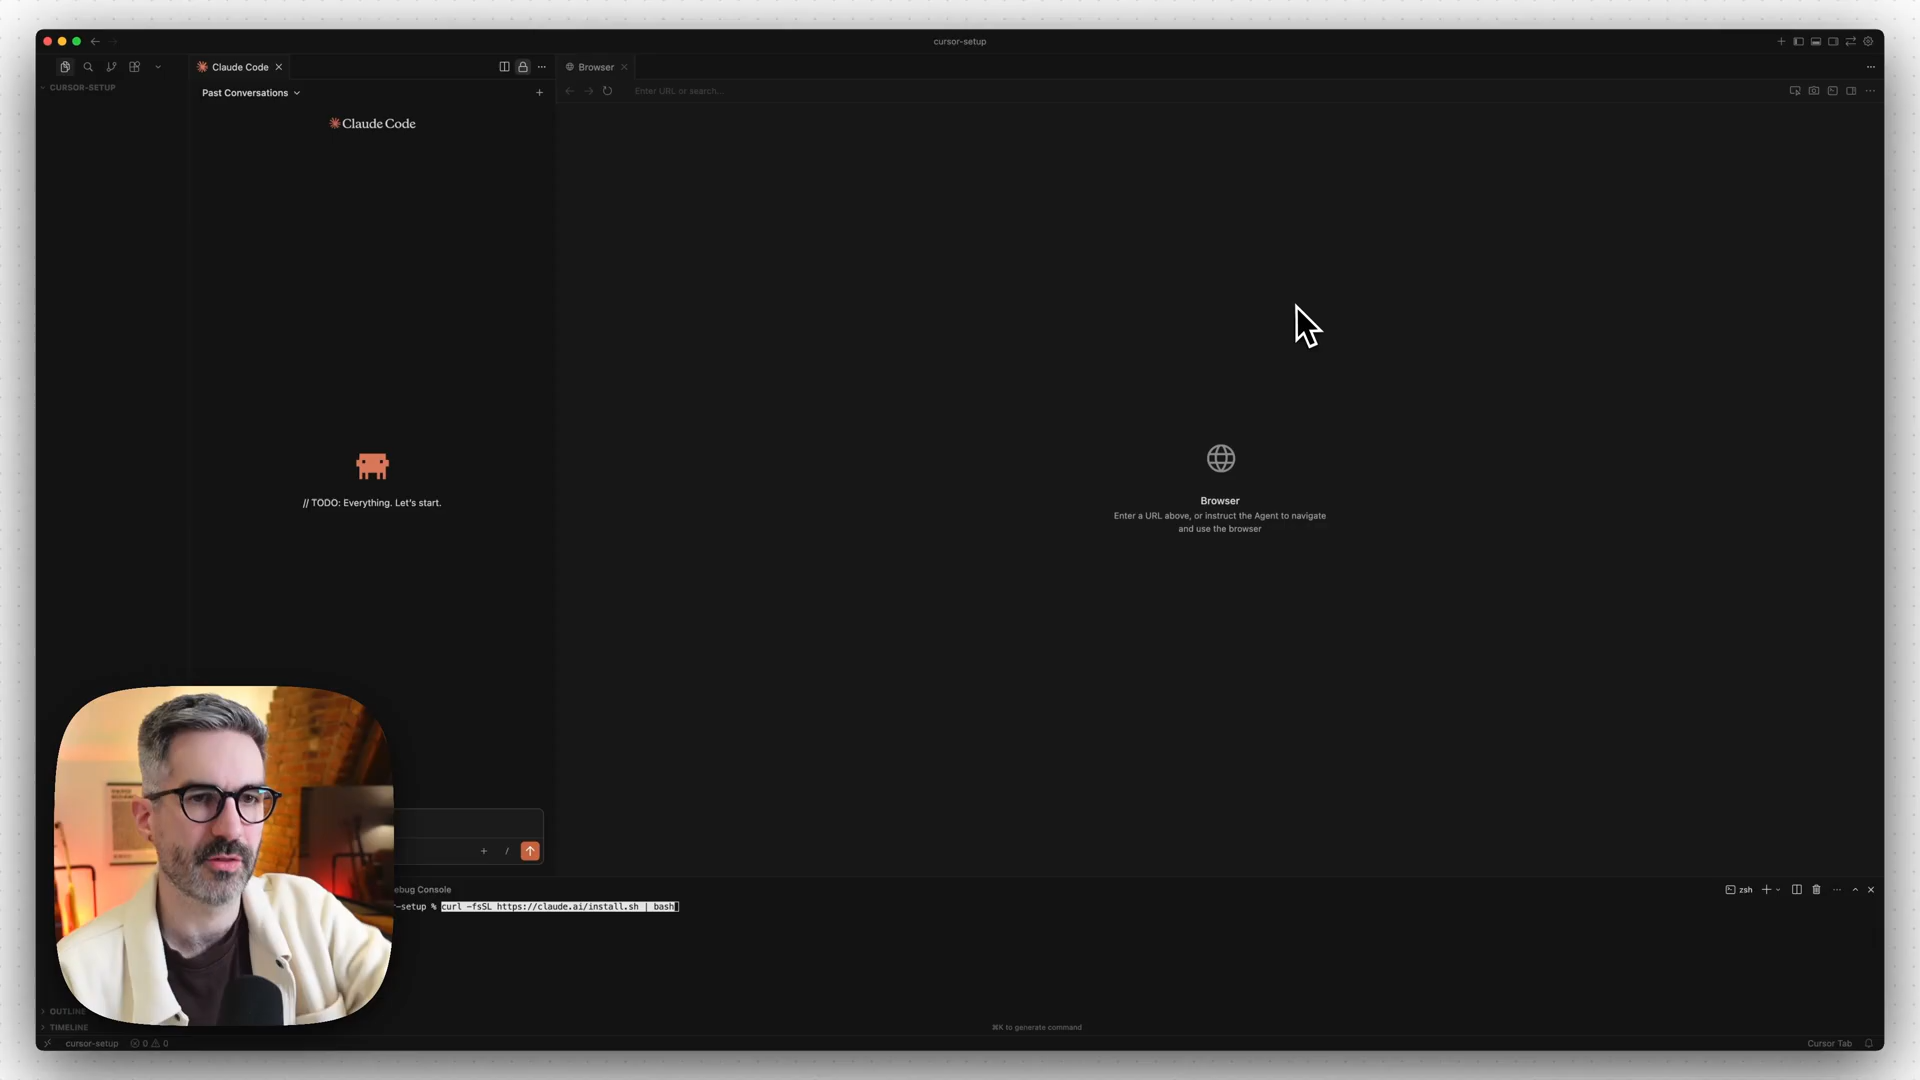 cursor-setup
Claude Code
Browser
CURSOR-SETUP
Past Conversations
Enter URL or search...
Claude Code
// TODO: Everything. Let's start.
Browser
Enter a URL above, or instruct the Agent to navigate
and use the browser
/
ebug Console
zsh
-setup % curl -fsSL https://claude.ai/install.sh | bash
OUTLINE
TIMELINE
⌘K to generate command
cursor-setup
0
0
Cursor Tab